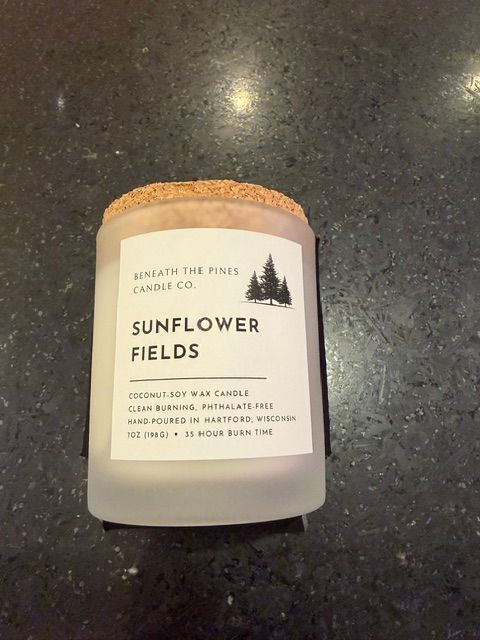 BENEATH THE PINES
CANDLE CO.
SUNFLOWER
FIELDS
COCONUT-SOY WAX CANDLE
CLEAN BURNING, PHTHALATE-FREE
HAND-POURED IN HARTFORD, WISCONSIN
7OZ (198G) • 35 HOUR BURN TIME